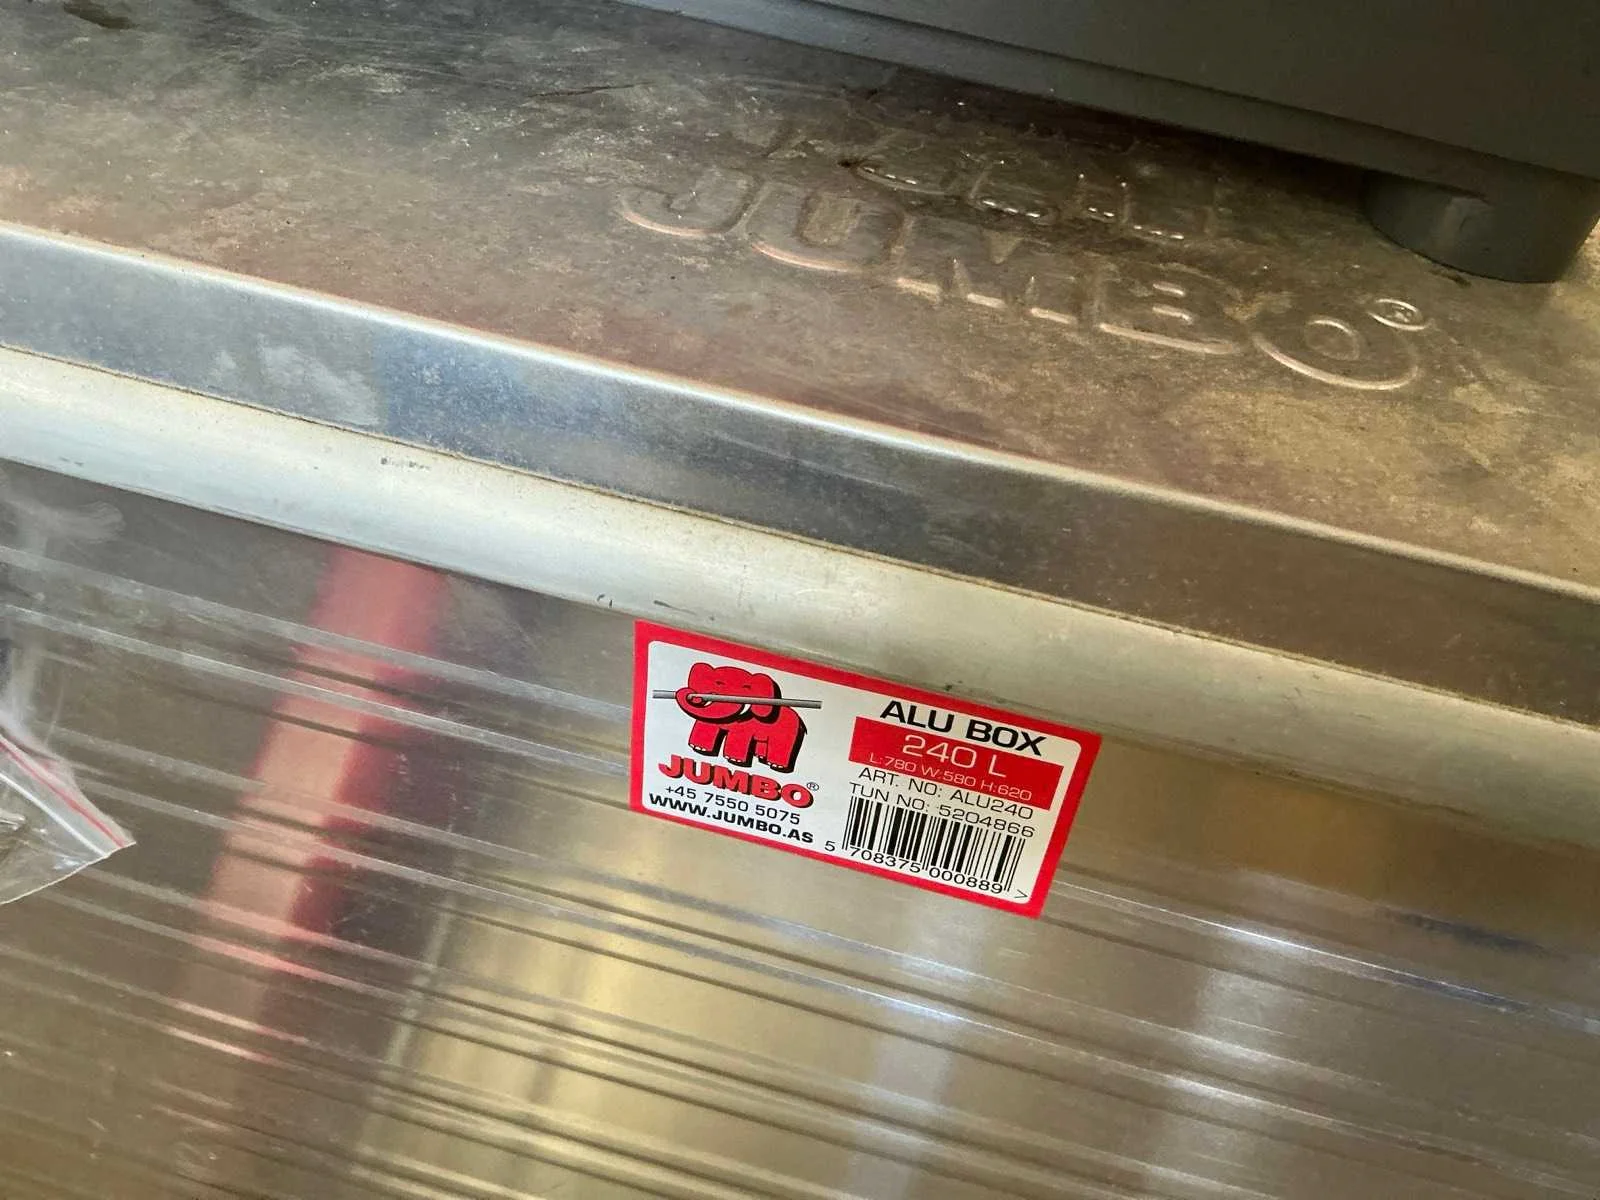 JUMBO®
JUMBO®
+45 7550 5075
WWW.JUMBO.AS
ALU BOX
240 L
L:780 W:580 H:620
ART. NO: ALU240
TUN NO: 5204866
5 708375 000889 >